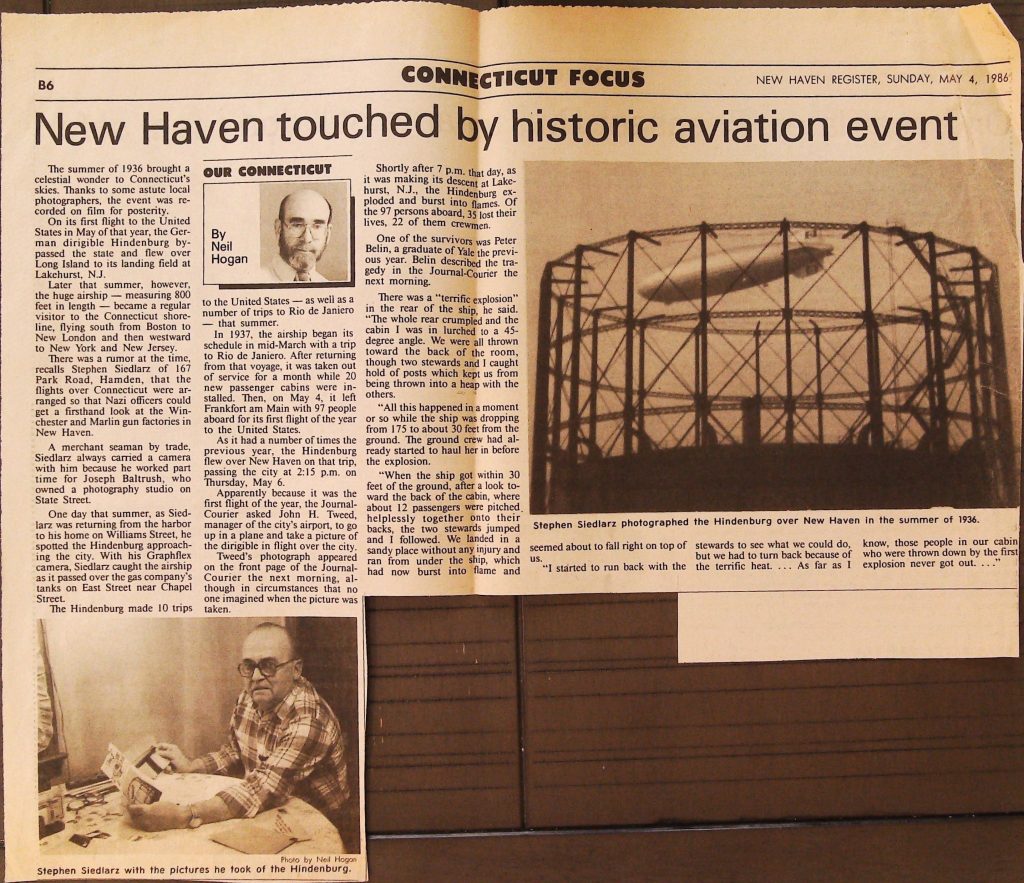 B6
CONNECTICUT FOCUS
NEW HAVEN REGISTER, SUNDAY, MAY 4, 1986
New Haven touched by historic aviation event
The summer of 1936 brought a
celestial wonder to Connecticut's
skies. Thanks to some astute local
photographers, the event was re-
corded on film for posterity.
On its first flight to the United
States in May of that year, the Ger-
man dirigible Hindenburg by-
passed the state and flew over
Long Island to its landing field at
Lakehurst, N.J.
Later that summer, however,
the huge airship — measuring 800
feet in length — became a regular
visitor to the Connecticut shore-
line, flying south from Boston to
New London and then westward
to New York and New Jersey.
There was a rumor at the time,
recalls Stephen Siedlarz of 167
Park Road, Hamden, that the
flights over Connecticut were ar-
ranged so that Nazi officers could
get a firsthand look at the Win-
chester and Marlin gun factories in
New Haven.
A merchant seaman by trade,
Siedlarz always carried a camera
with him because he worked part
time for Joseph Baltrush, who
owned a photography studio on
State Street.
One day that summer, as Sied-
larz was returning from the harbor
to his home on Williams Street, he
spotted the Hindenburg approach-
ing the city. With his Graphflex
camera, Siedlarz caught the airship
as it passed over the gas company's
tanks on East Street near Chapel
Street.
The Hindenburg made 10 trips
OUR CONNECTICUT
By
Neil
Hogan
to the United States — as well as a
number of trips to Rio de Janiero
— that summer.
In 1937, the airship began its
schedule in mid-March with a trip
to Rio de Janiero. After returning
from that voyage, it was taken out
of service for a month while 20
new passenger cabins were in-
stalled. Then, on May 4, it left
Frankfort am Main with 97 people
aboard for its first flight of the year
to the United States.
As it had a number of times the
previous year, the Hindenburg
flew over New Haven on that trip,
passing the city at 2:15 p.m. on
Thursday, May 6.
Apparently because it was the
first flight of the year, the Journal-
Courier asked John H. Tweed,
manager of the city's airport, to go
up in a plane and take a picture of
the dirigible in flight over the city.
Tweed's photograph appeared
on the front page of the Journal-
Courier the next morning, al-
though in circumstances that no
one imagined when the picture was
taken.
Shortly after 7 p.m. that day, as
it was making its descent at Lake-
hurst, N.J., the Hindenburg ex-
ploded and burst into flames. Of
the 97 persons aboard, 35 lost their
lives, 22 of them crewmen.
One of the survivors was Peter
Belin, a graduate of Yale the previ-
ous year. Belin described the tra-
gedy in the Journal-Courier the
next morning.
There was a "terrific explosion"
in the rear of the ship, he said.
"The whole rear crumpled and the
cabin I was in lurched to a 45-
degree angle. We were all thrown
toward the back of the room,
though two stewards and I caught
hold of posts which kept us from
being thrown into a heap with the
others.
"All this happened in a moment
or so while the ship was dropping
from 175 to about 30 feet from the
ground. The ground crew had al-
ready started to haul her in before
the explosion.
"When the ship got within 30
feet of the ground, after a look to-
ward the back of the cabin, where
about 12 passengers were pitched
helplessly together onto their
backs, the two stewards jumped
and I followed. We landed in a
sandy place without any injury and
ran from under the ship, which
had now burst into flame and
Stephen Siedlarz photographed the Hindenburg over New Haven in the summer of 1936.
seemed about to fall right on top of
us.
"I started to run back with the
stewards to see what we could do,
but we had to turn back because of
the terrific heat. . . . As far as I
know, those people in our cabin
who were thrown down by the first
explosion never got out. . . ."
Photo by Neil Hogan
Stephen Siedlarz with the pictures he took of the Hindenburg.